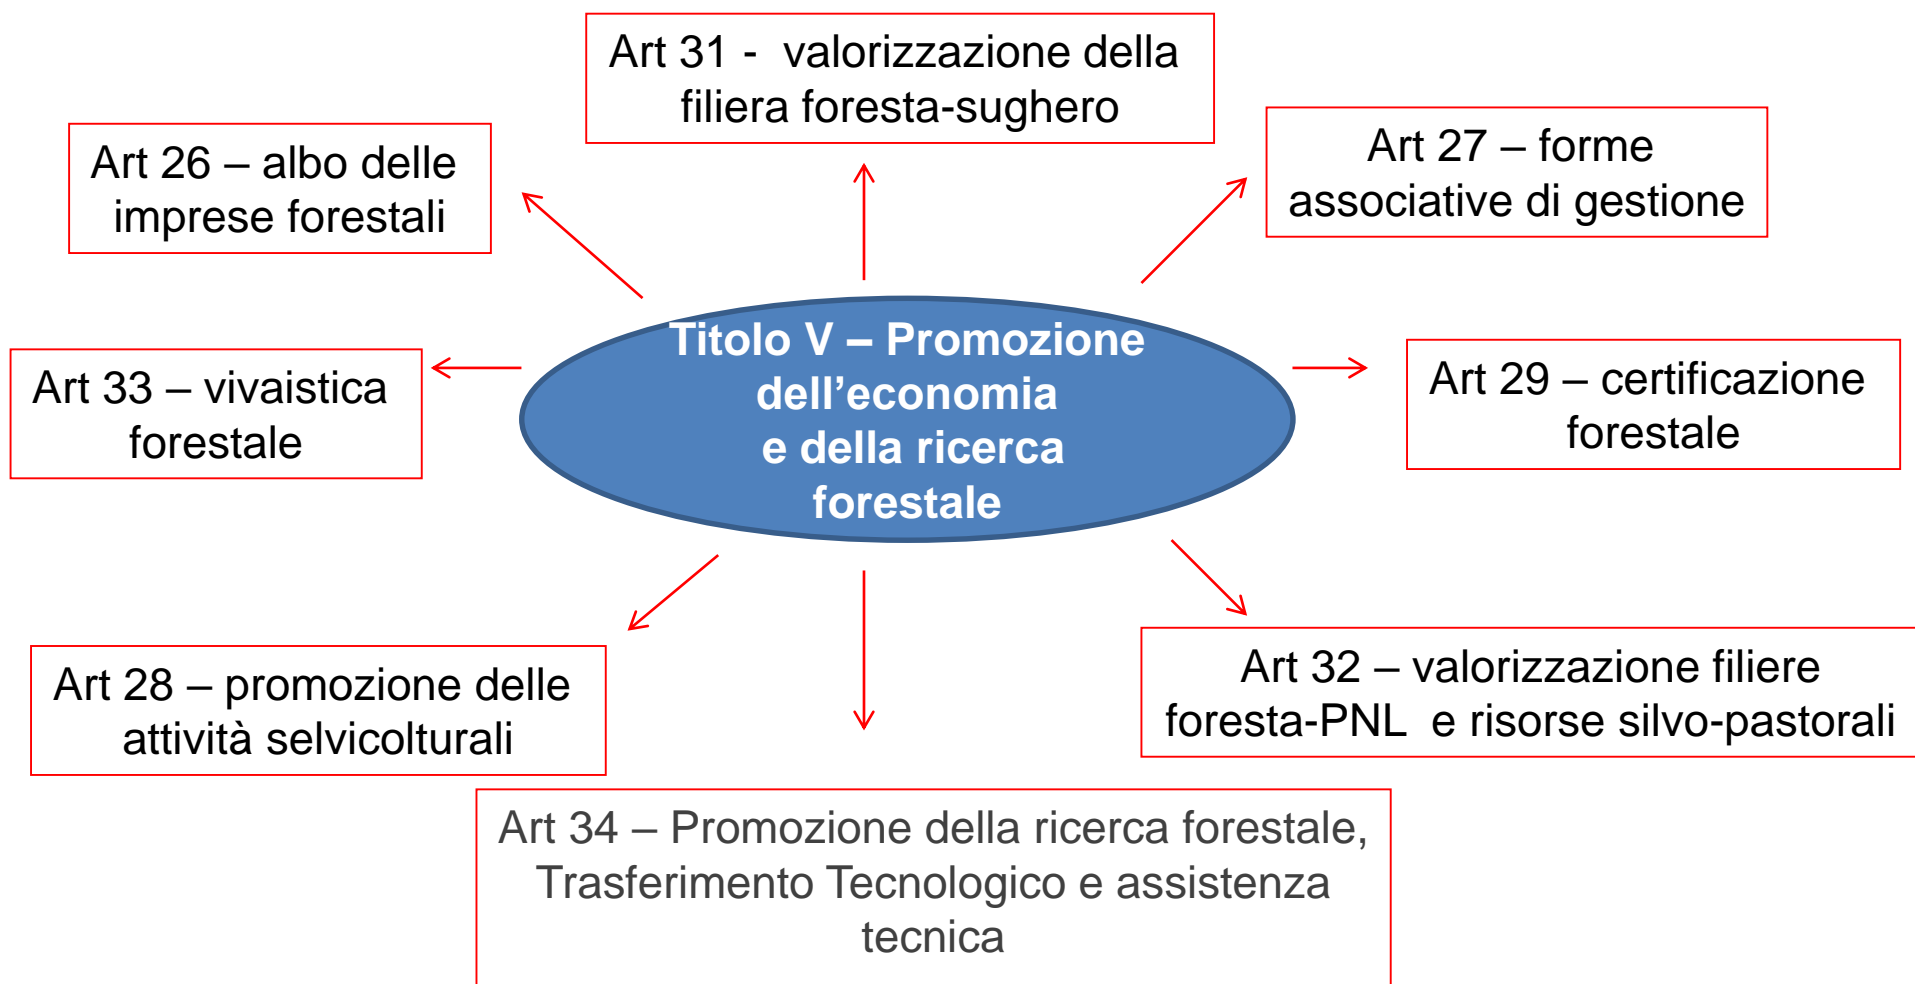 Art 31 - valorizzazione della
filiera foresta-sughero
Art 26 – albo delle
imprese forestali
Art 27 – forme
associative di gestione
Titolo V – Promozione
dell’economia
e della ricerca
forestale
Art 33 – vivaistica
forestale
Art 29 – certificazione
forestale
Art 28 – promozione delle
attività selvicolturali
Art 32 – valorizzazione filiere
foresta-PNL e risorse silvo-pastorali
Art 34 – Promozione della ricerca forestale,
Trasferimento Tecnologico e assistenza
tecnica